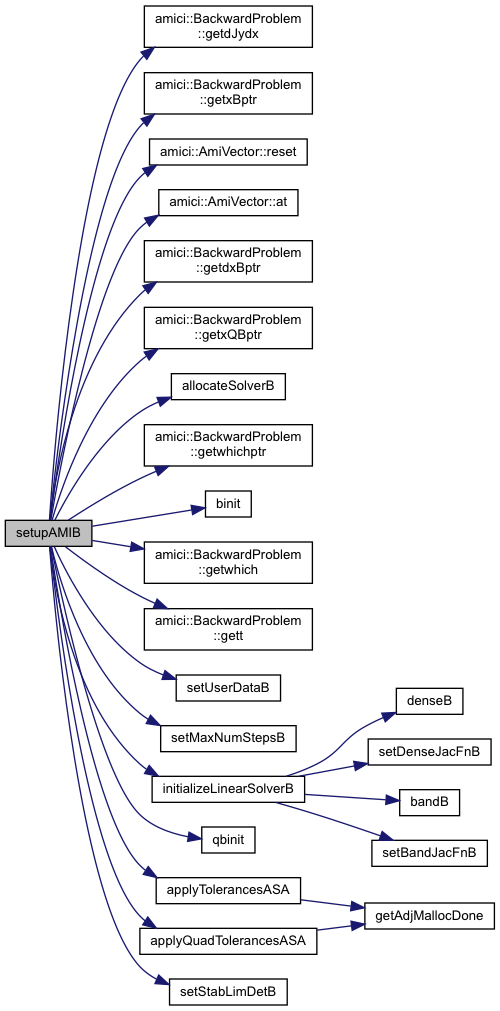 amici::BackwardProblem
::getdJydx
amici::BackwardProblem
::getxBptr
amici::AmiVector::reset
amici::AmiVector::at
amici::BackwardProblem
::getdxBptr
amici::BackwardProblem
::getxQBptr
allocateSolverB
amici::BackwardProblem
::getwhichptr
binit
setupAMIB
amici::BackwardProblem
::getwhich
amici::BackwardProblem
::gett
setUserDataB
denseB
setMaxNumStepsB
setDenseJacFnB
initializeLinearSolverB
bandB
qbinit
setBandJacFnB
applyTolerancesASA
getAdjMallocDone
applyQuadTolerancesASA
setStabLimDetB